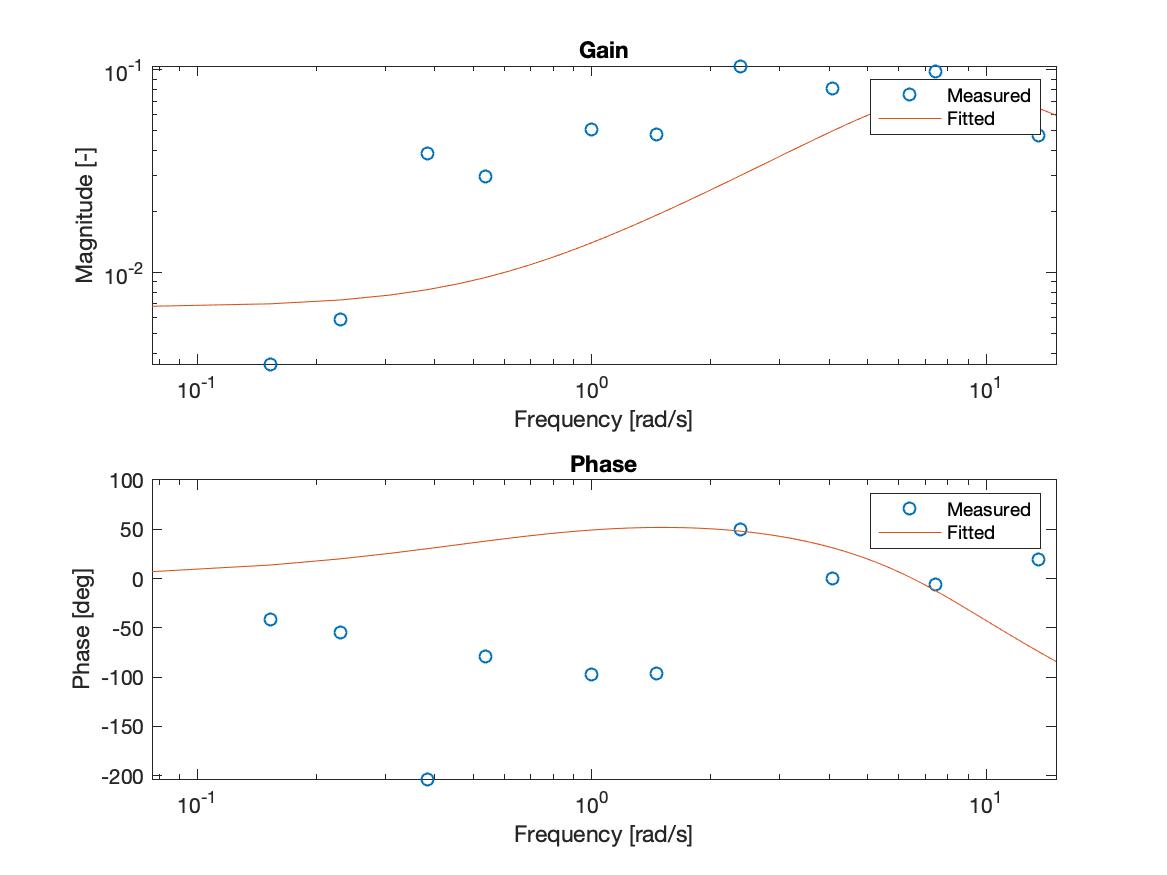 Gain
10^-1
10^-2
Magnitude [-]
Measured
Fitted
10^-1 10^0 10^1
Frequency [rad/s]
Phase
100
50
0
-50
-100
-150
-200
Phase [deg]
Measured
Fitted
10^-1 10^0 10^1
Frequency [rad/s]